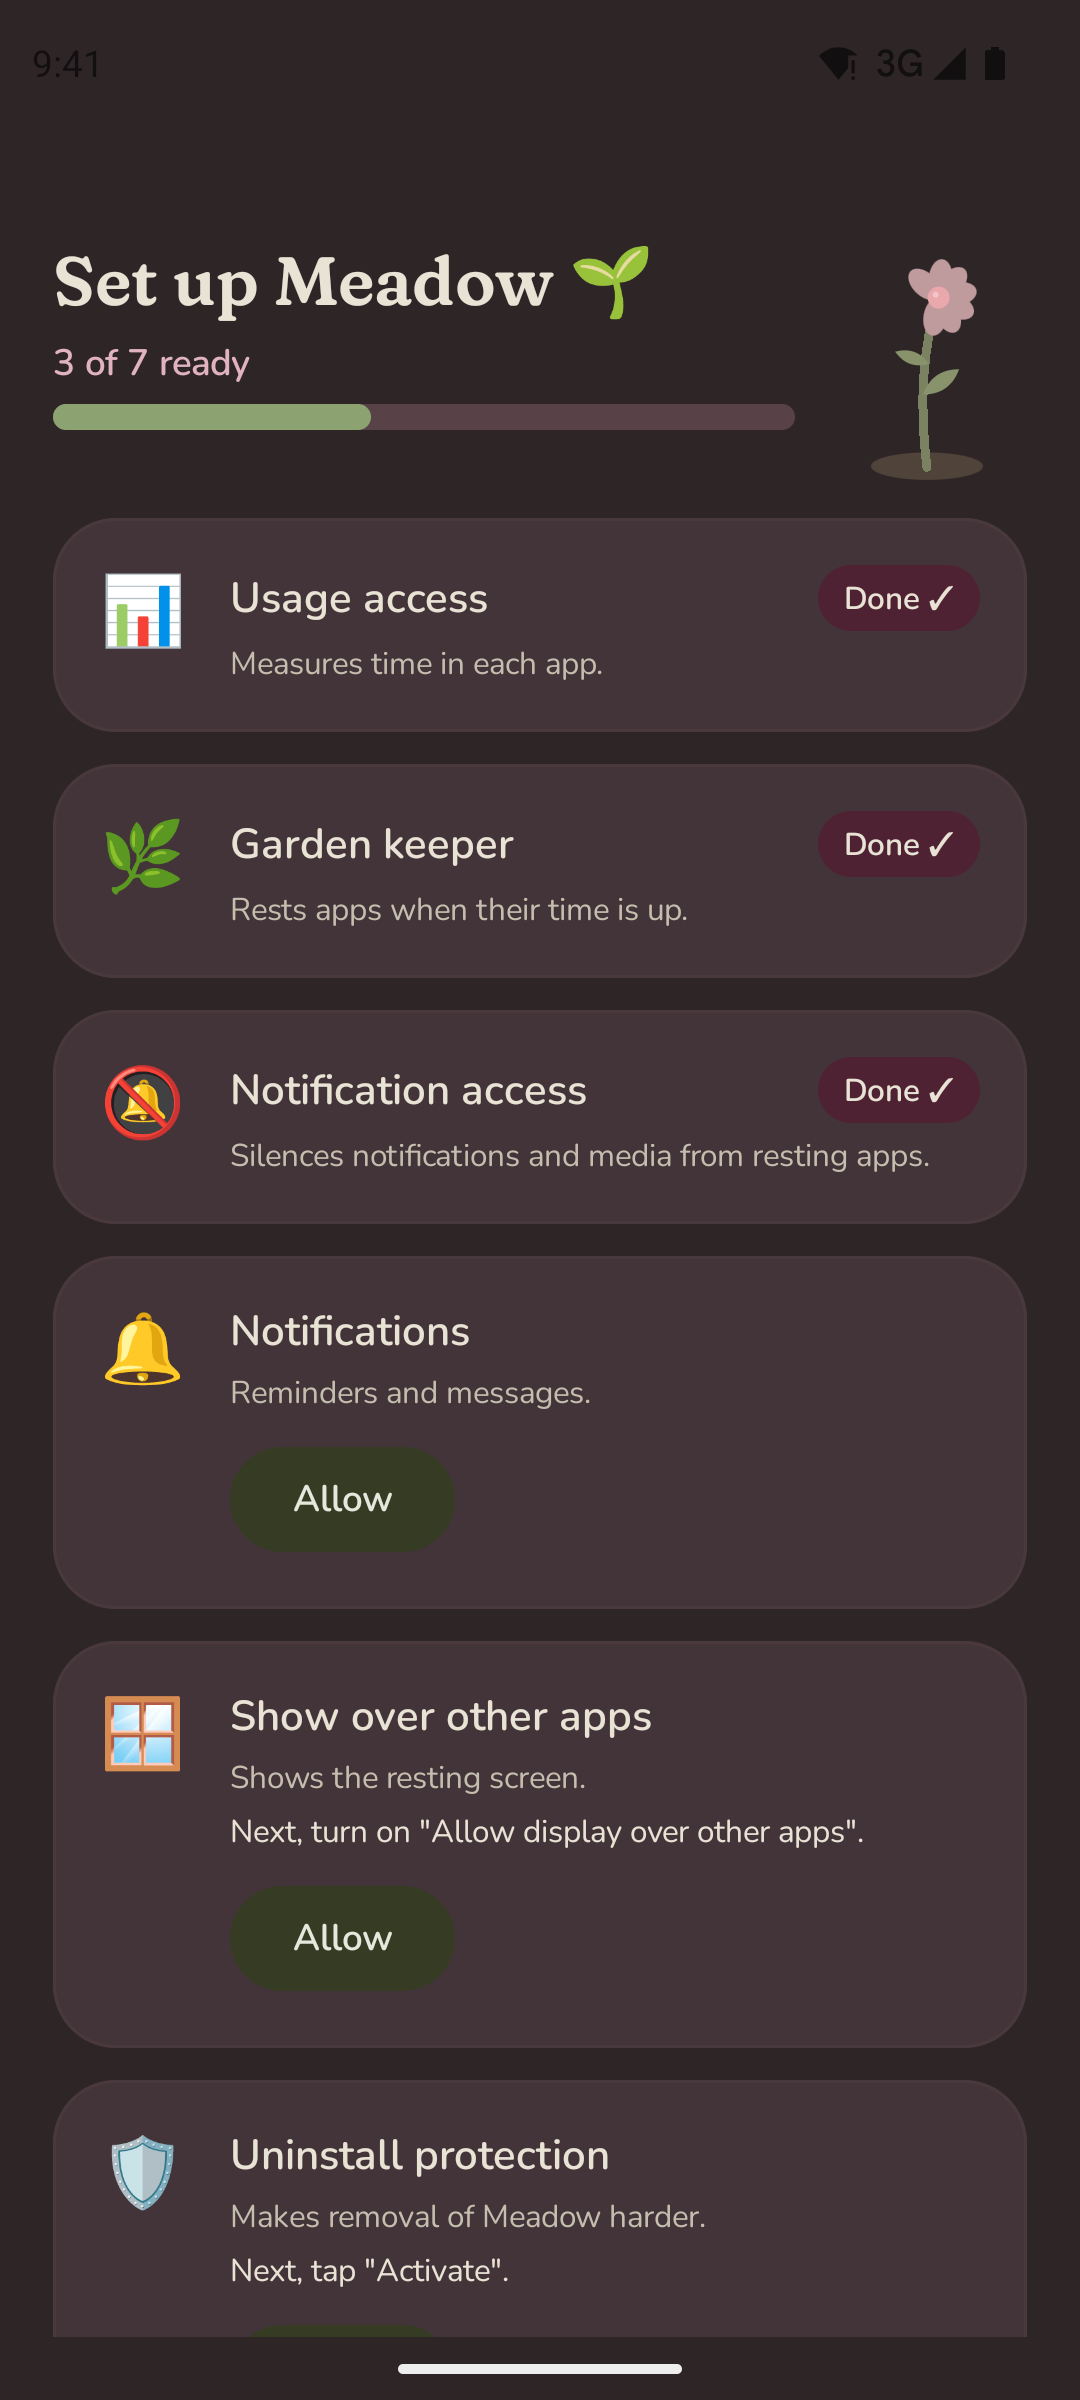 9:41
3G
Set up Meadow 🌱
3 of 7 ready
Usage access
Done ✓
Measures time in each app.
Garden keeper
Done ✓
Rests apps when their time is up.
Notification access
Done ✓
Silences notifications and media from resting apps.
Notifications
Reminders and messages.
Allow
Show over other apps
Shows the resting screen.
Next, turn on "Allow display over other apps".
Allow
Uninstall protection
Makes removal of Meadow harder.
Next, tap "Activate".